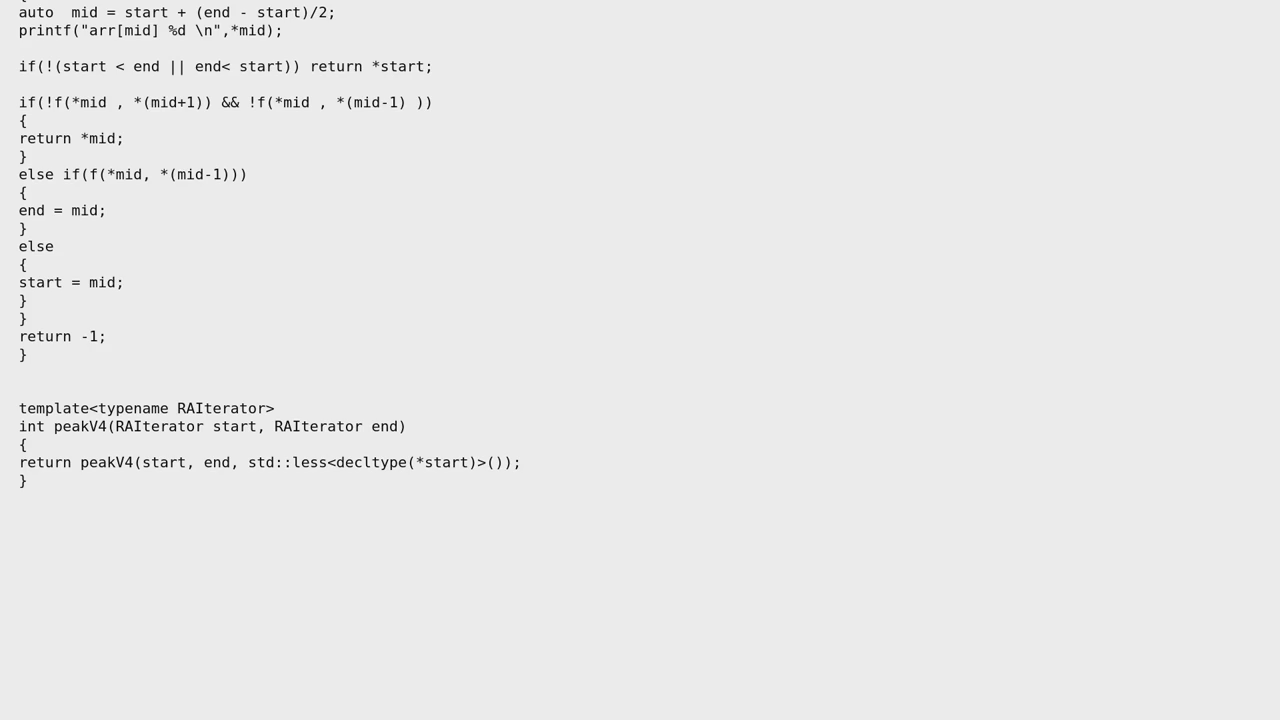 {
auto  mid = start + (end - start)/2;
printf("arr[mid] %d \n",*mid);
if(!(start < end || end< start)) return *start;
if(!f(*mid , *(mid+1)) && !f(*mid , *(mid-1) ))
{
return *mid;
}
else if(f(*mid, *(mid-1)))
{
end = mid;
}
else
{
start = mid;
}
}
return -1;
}
template<typename RAIterator>
int peakV4(RAIterator start, RAIterator end)
{
return peakV4(start, end, std::less<decltype(*start)>());
}